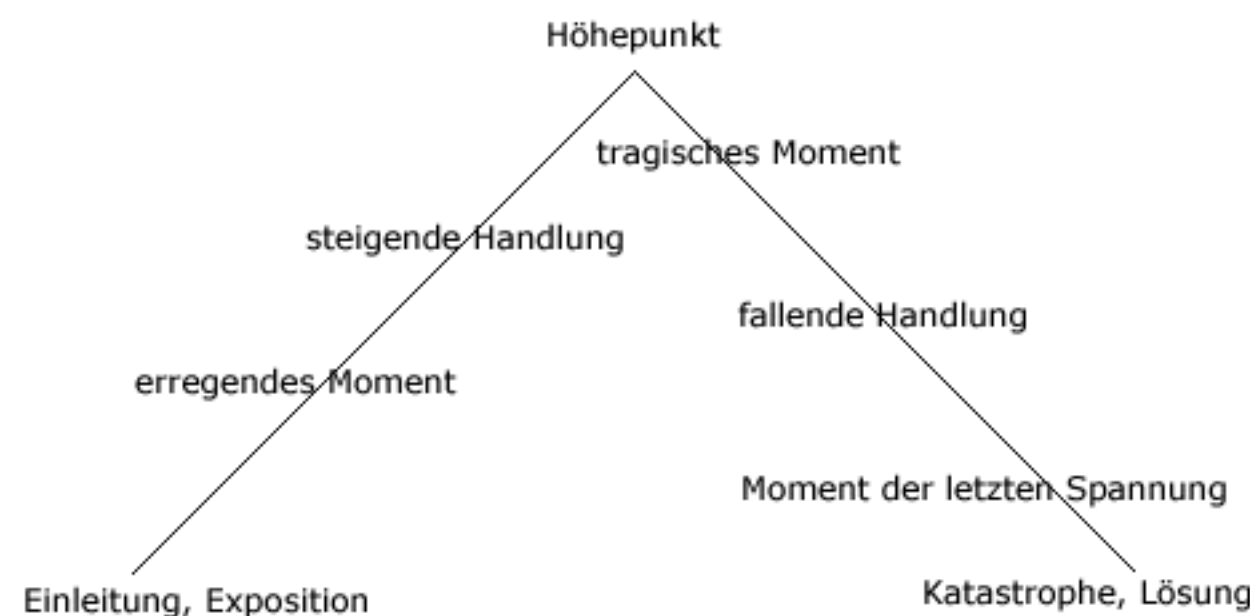 Höhepunkt
tragisches Moment
steigende Handlung
fallende Handlung
erregendes Moment
Moment der letzten Spannung
Einleitung, Exposition
Katastrophe, Lösung